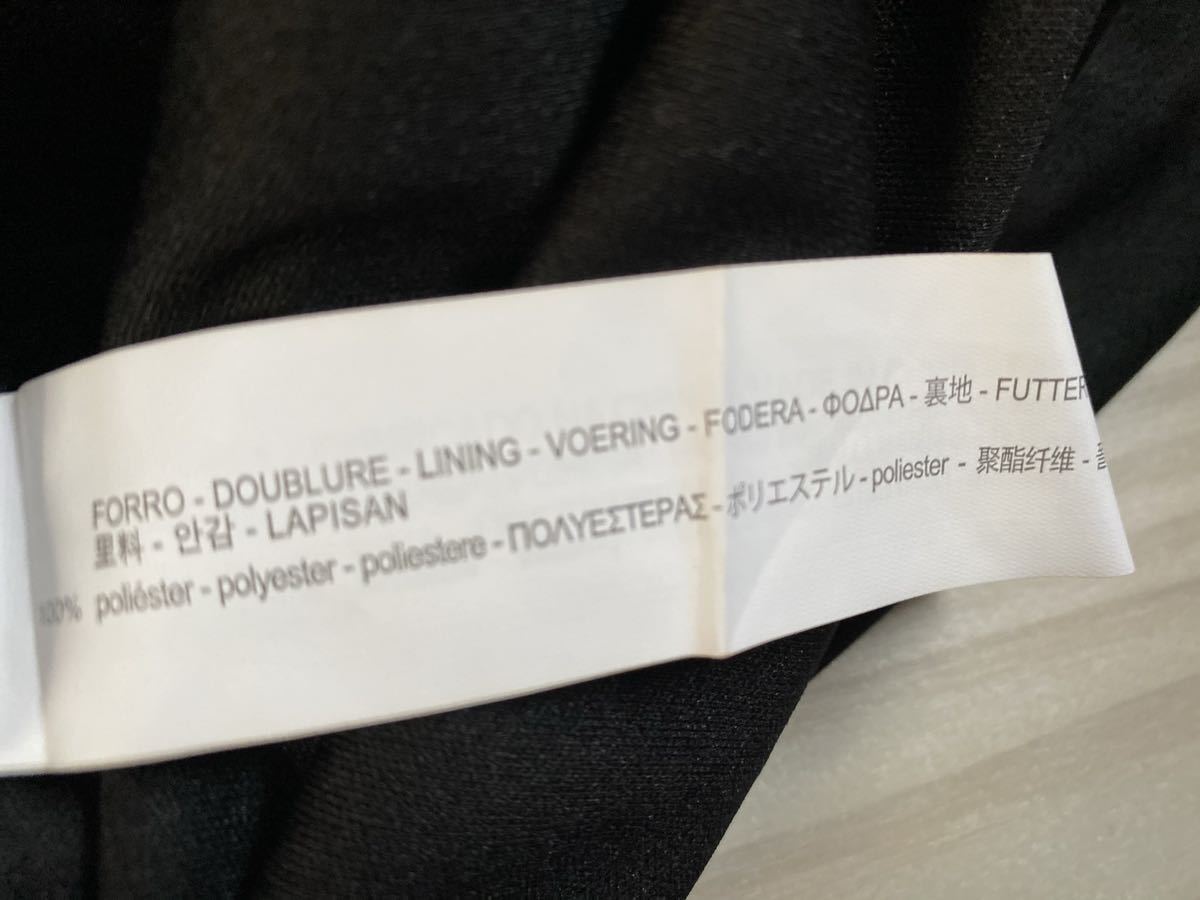 FORRO - DOUBLURE - LINING - VOERING - FODERA - ΦΟΔΡΑ - 裏地 - FUTTER
里料 - 안감 - LAPISAN
100% poliéster - polyester - poliestere - ΠΟΛΥΕΣΤΕΡΑΣ - ポリエステル - poliester - 聚酯纤维 -